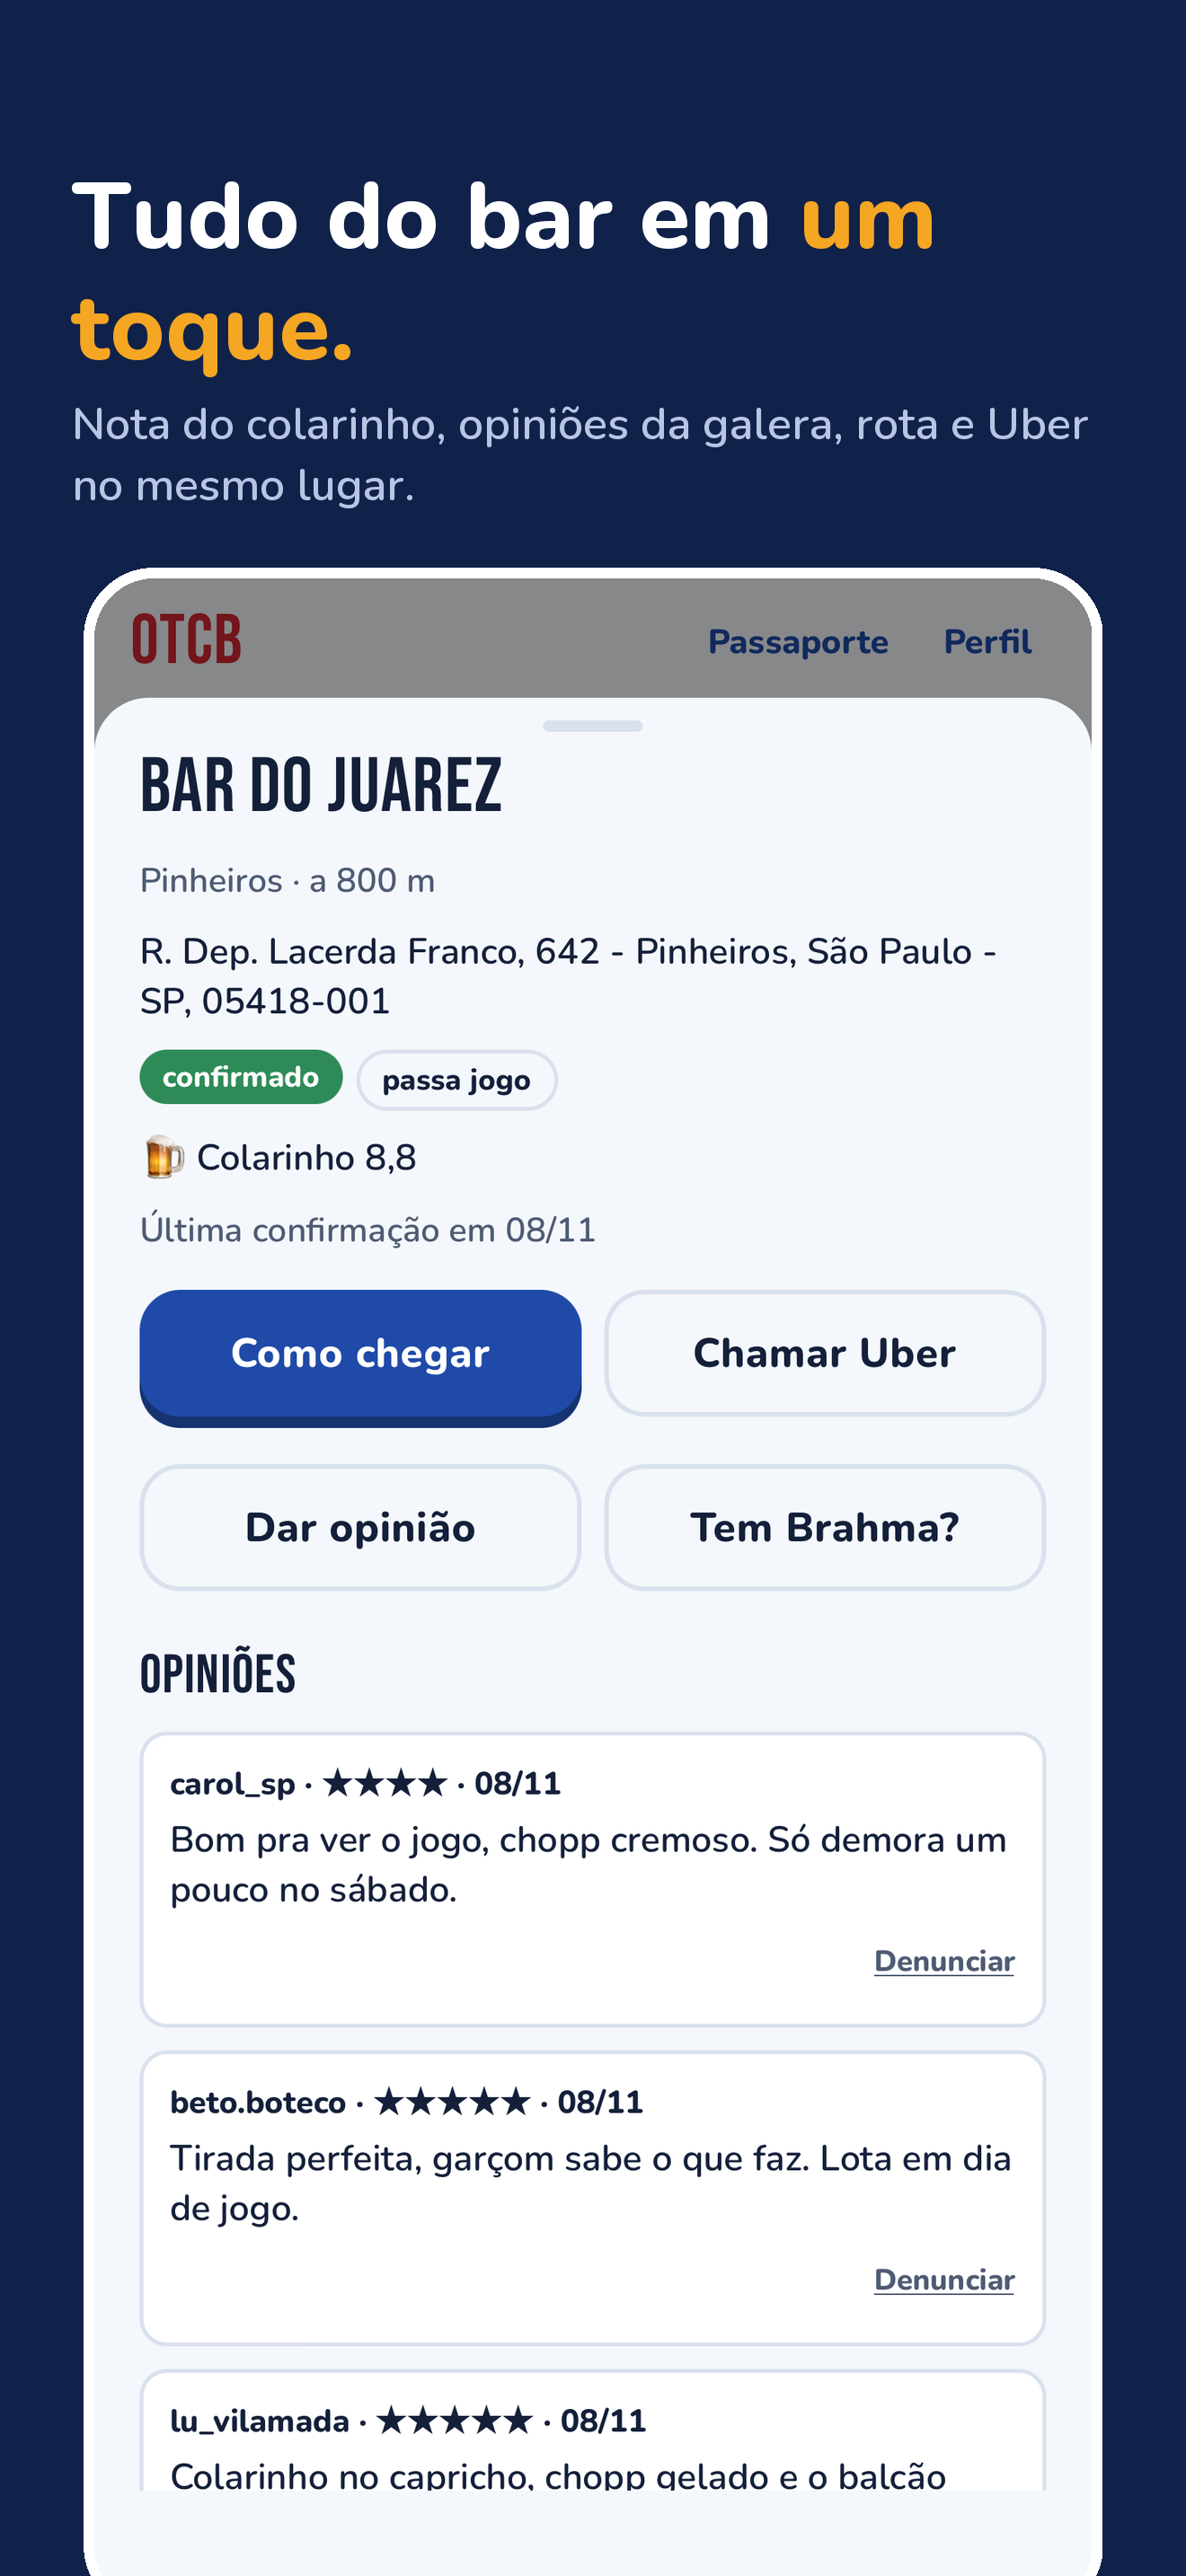 Tudo do bar em um
toque.
Nota do colarinho, opiniões da galera, rota e Uber
no mesmo lugar.
OTCB
Passaporte
Perfil
BAR DO JUAREZ
Pinheiros · a 800 m
R. Dep. Lacerda Franco, 642 - Pinheiros, São Paulo -
SP, 05418-001
confirmado
passa jogo
🍺 Colarinho 8,8
Última confirmação em 08/11
Como chegar
Chamar Uber
Dar opinião
Tem Brahma?
OPINIÕES
carol_sp · ★★★★ · 08/11
Bom pra ver o jogo, chopp cremoso. Só demora um
pouco no sábado.
Denunciar
beto.boteco · ★★★★★ · 08/11
Tirada perfeita, garçom sabe o que faz. Lota em dia
de jogo.
Denunciar
lu_vilamada · ★★★★★ · 08/11
Colarinho no capricho, chopp gelado e o balcão